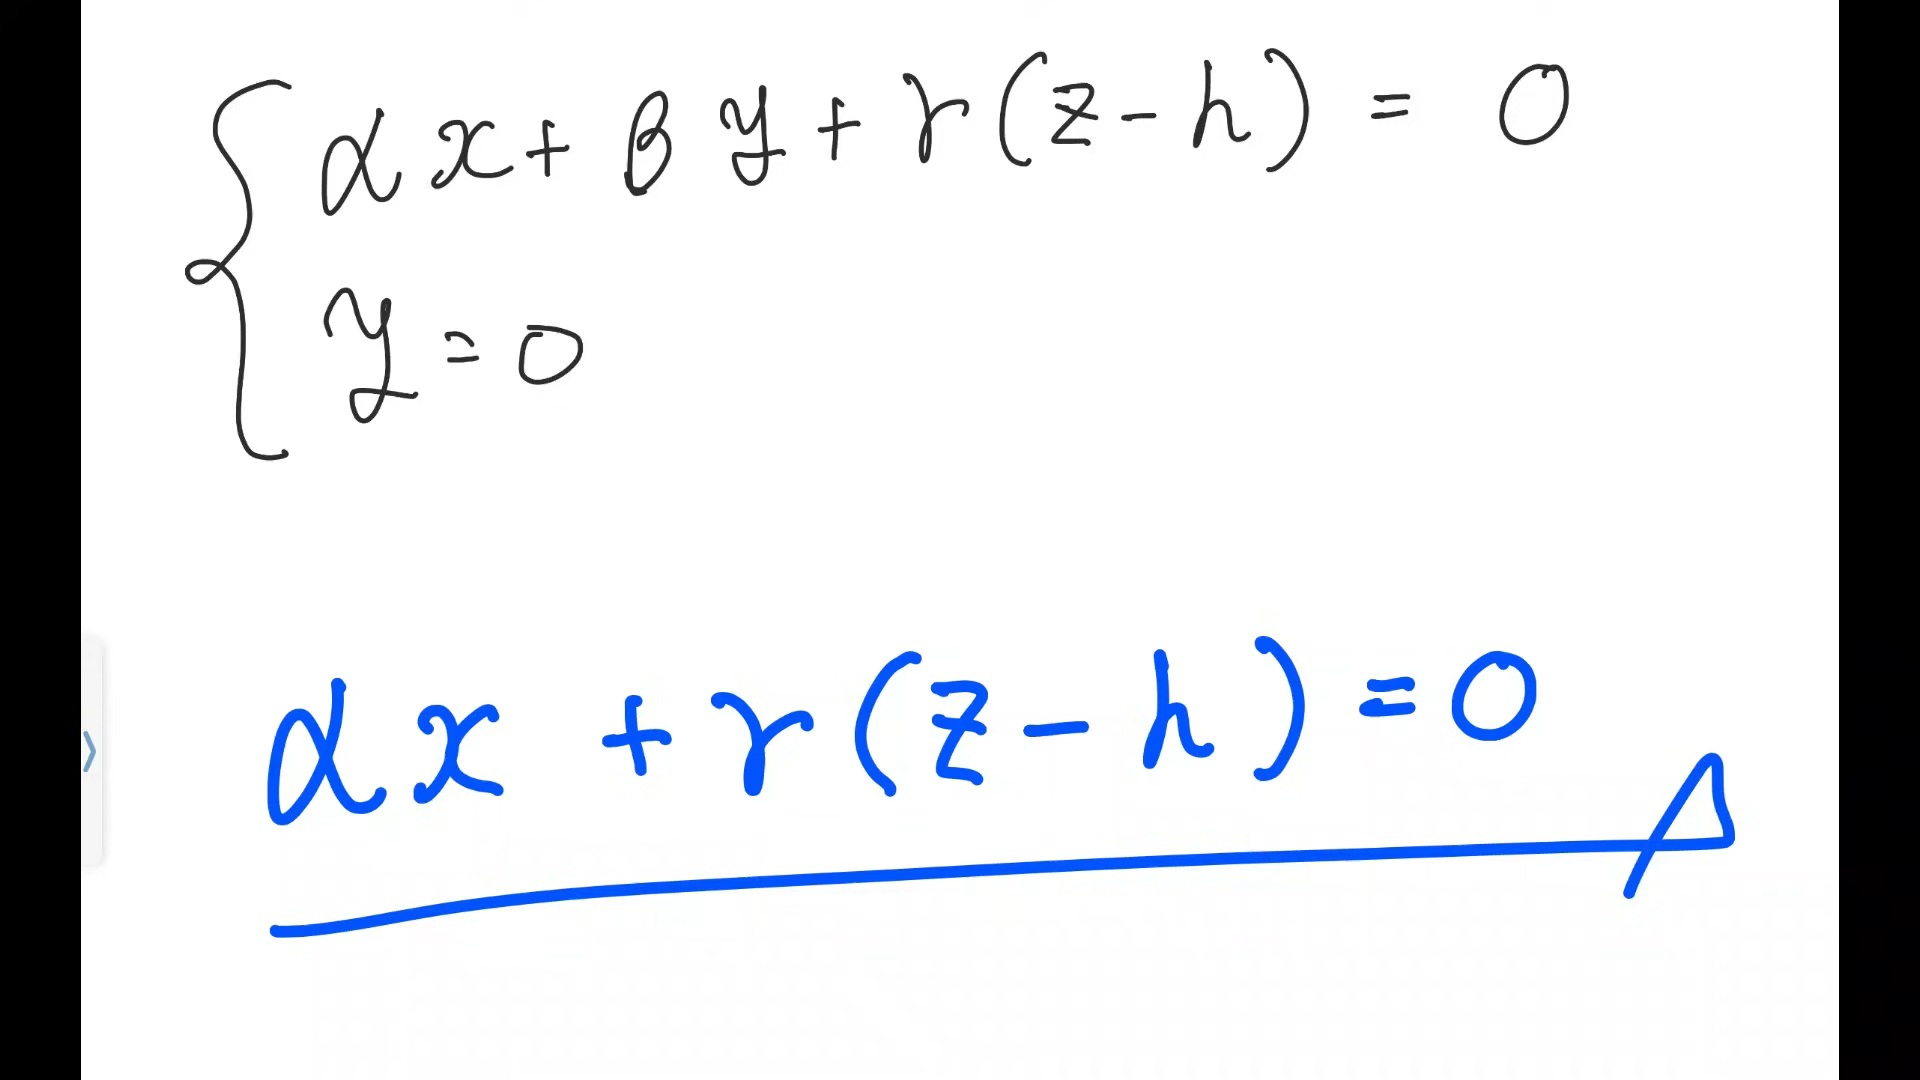 αx + βy + γ(z - h) = 0
y = 0
αx + γ(z - h) = 0